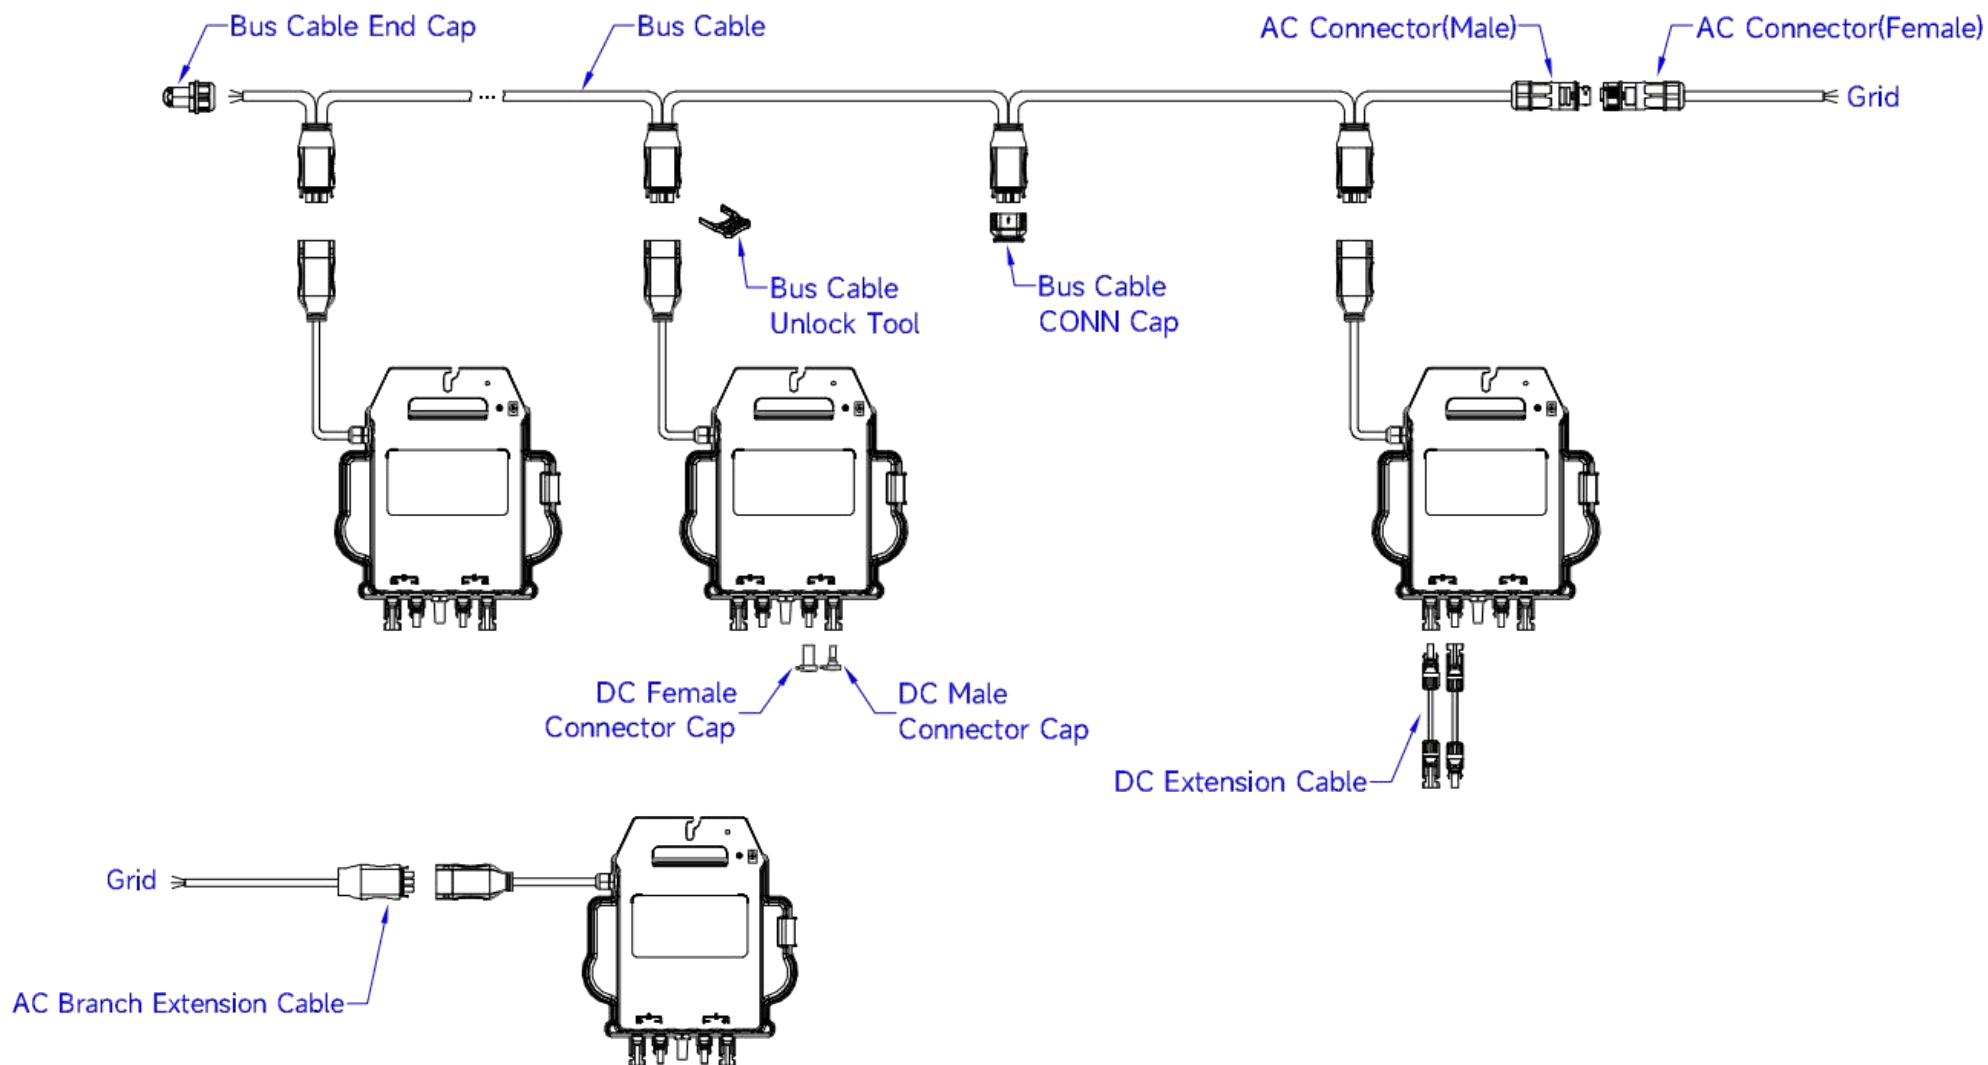 Bus Cable End Cap
Bus Cable
AC Connector(Male)
AC Connector(Female)
Grid
Bus Cable
Unlock Tool
Bus Cable
CONN Cap
DC Female
Connector Cap
DC Male
Connector Cap
DC Extension Cable
Grid
AC Branch Extension Cable